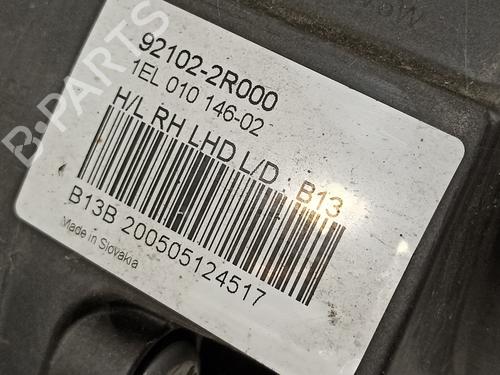 92102-2R000
1EL 010 146-02
H/L RH LHD L/D : B13
B13B 200505124517
Made in Slovakia
B-PARTS